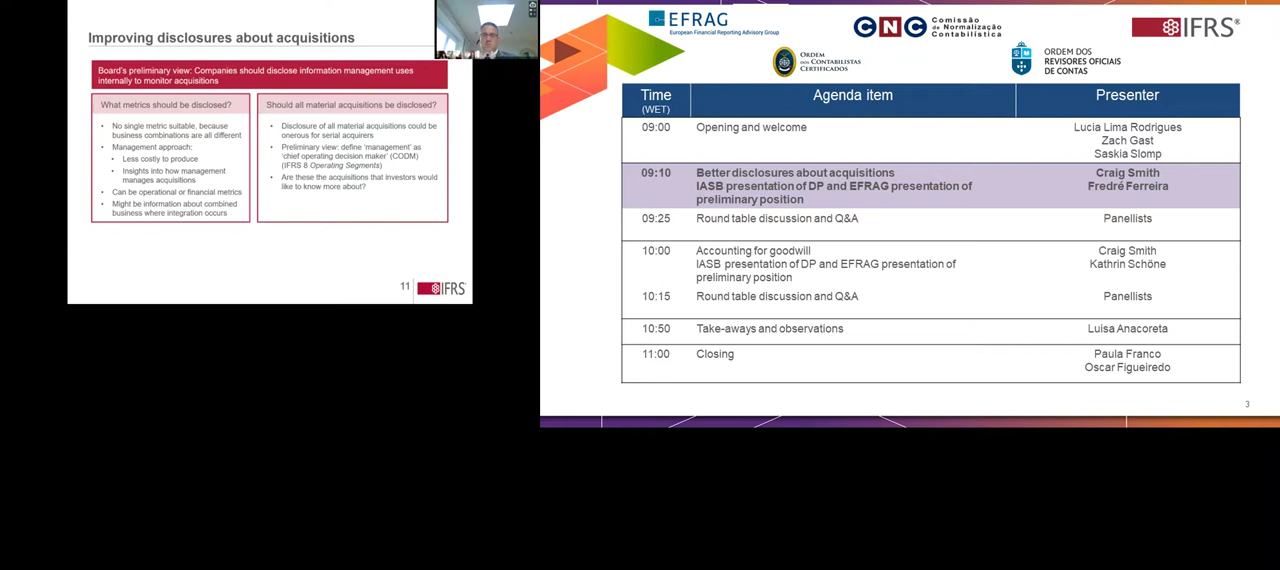 Improving disclosures about acquisitions
Board's preliminary view: Companies should disclose information management uses
internally to monitor acquisitions
What metrics should be disclosed?
• No single metric suitable, because
business combinations are all different
• Management approach:
• Less costly to produce
• Insights into how management
manages acquisitions
• Can be operational or financial metrics
• Might be information about combined
business where integration occurs
Should all material acquisitions be disclosed?
• Disclosure of all material acquisitions could be
onerous for serial acquirers
• Preliminary view: define 'management' as
'chief operating decision maker' (CODM)
(IFRS 8 Operating Segments)
• Are these the acquisitions that investors would
like to know more about?
11
IFRS
EFRAG
European Financial Reporting Advisory Group
CNC
Comissão
de Normalização
Contabilística
IFRS®
ORDEM
DOS CONTABILISTAS
CERTIFICADOS
ORDEM DOS
REVISORES OFICIAIS
DE CONTAS
Time
(WET)
Agenda item
Presenter
09:00 Opening and welcome Lucia Lima Rodrigues
Zach Gast
Saskia Slomp
09:10 Better disclosures about acquisitions Craig Smith
IASB presentation of DP and EFRAG presentation of Fredré Ferreira
preliminary position
09:25 Round table discussion and Q&A Panellists
10:00 Accounting for goodwill Craig Smith
IASB presentation of DP and EFRAG presentation of Kathrin Schöne
preliminary position
10:15 Round table discussion and Q&A Panellists
10:50 Take-aways and observations Luisa Anacoreta
11:00 Closing Paula Franco
Oscar Figueiredo
3